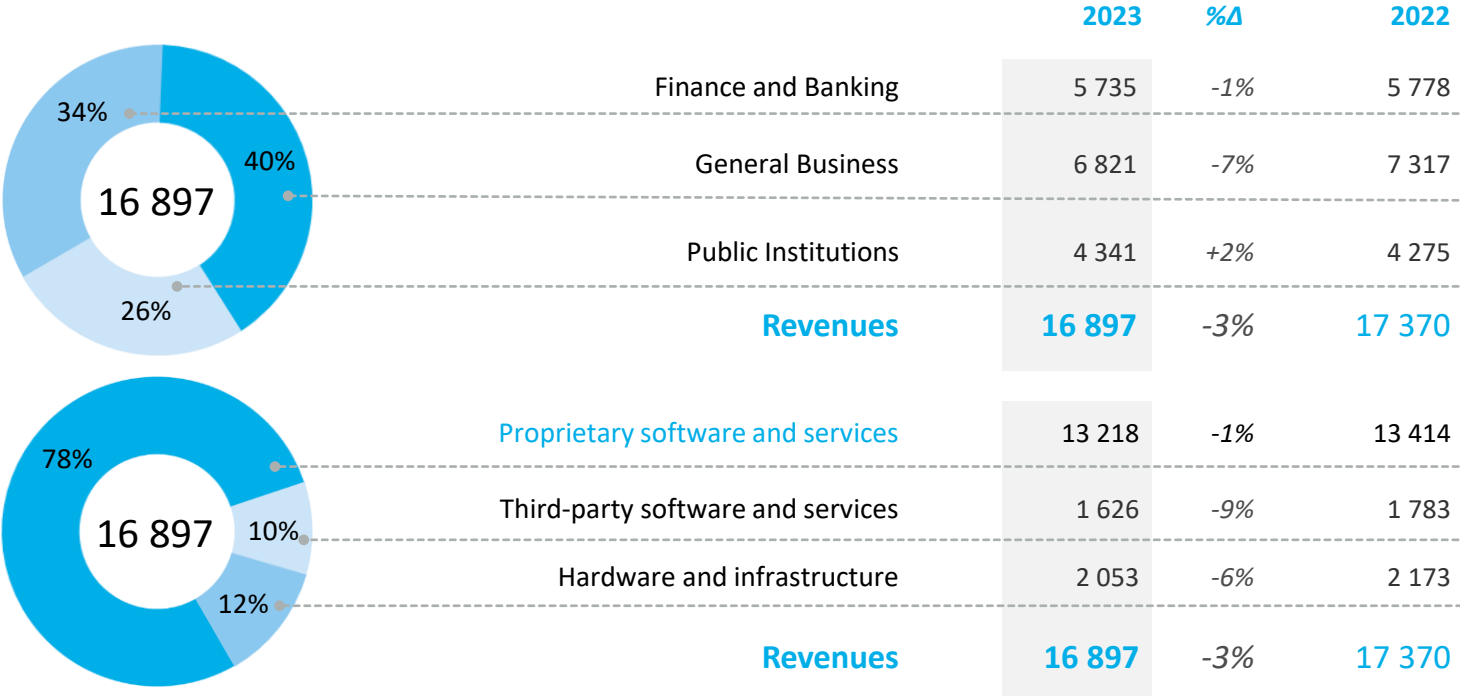 2023 %Δ 2022
Finance and Banking 5 735 -1% 5 778
34%
40%
General Business 6 821 -7% 7 317
16 897
Public Institutions 4 341 +2% 4 275
26%
Revenues 16 897 -3% 17 370
Proprietary software and services 13 218 -1% 13 414
78%
Third-party software and services 1 626 -9% 1 783
16 897 10%
Hardware and infrastructure 2 053 -6% 2 173
12%
Revenues 16 897 -3% 17 370